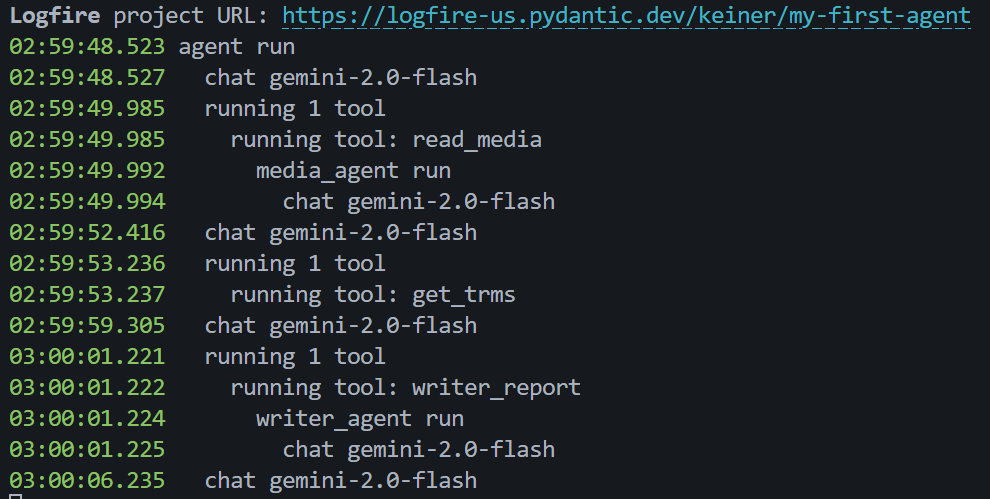 Logfire project URL: https://logfire-us.pydantic.dev/keiner/my-first-agent
02:59:48.523 agent run
02:59:48.527   chat gemini-2.0-flash
02:59:49.985   running 1 tool
02:59:49.985     running tool: read_media
02:59:49.992       media_agent run
02:59:49.994         chat gemini-2.0-flash
02:59:52.416   chat gemini-2.0-flash
02:59:53.236   running 1 tool
02:59:53.237     running tool: get_trms
02:59:59.305   chat gemini-2.0-flash
03:00:01.221   running 1 tool
03:00:01.222     running tool: writer_report
03:00:01.224       writer_agent run
03:00:01.225         chat gemini-2.0-flash
03:00:06.235   chat gemini-2.0-flash